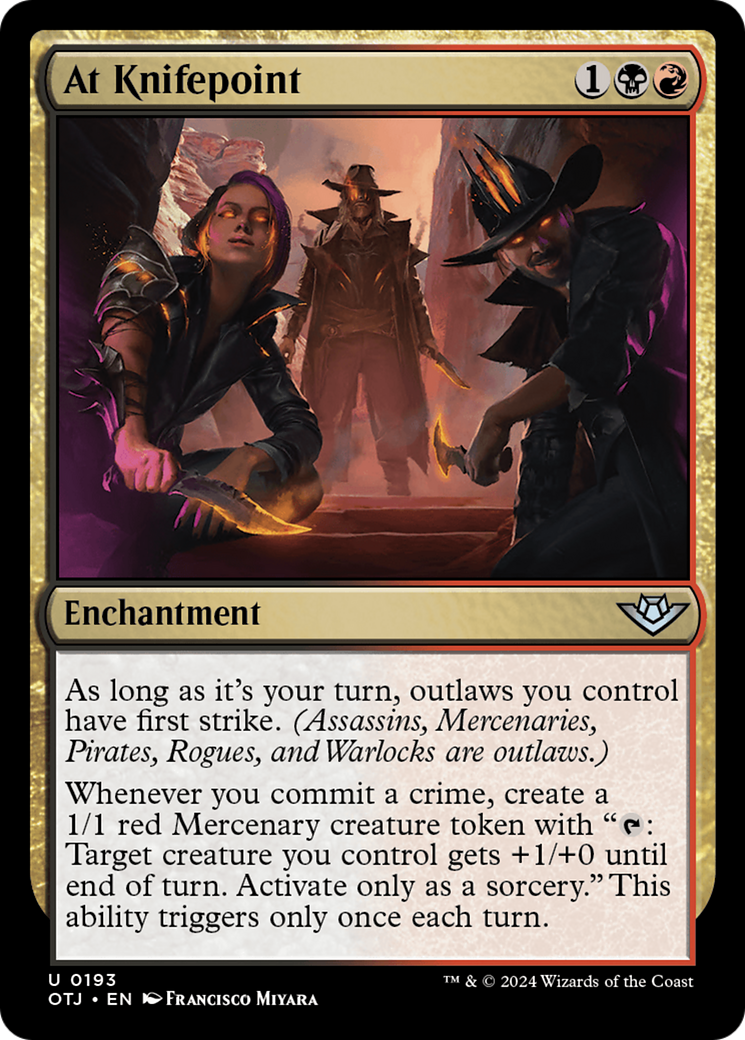 At Knifepoint 1
Enchantment
As long as it's your turn, outlaws you control
have first strike. (Assassins, Mercenaries,
Pirates, Rogues, and Warlocks are outlaws.)
Whenever you commit a crime, create a
1/1 red Mercenary creature token with “ :
Target creature you control gets +1/+0 until
end of turn. Activate only as a sorcery.” This
ability triggers only once each turn.
U 0193
OTJ • EN Francisco Miyara
™ & © 2024 Wizards of the Coast